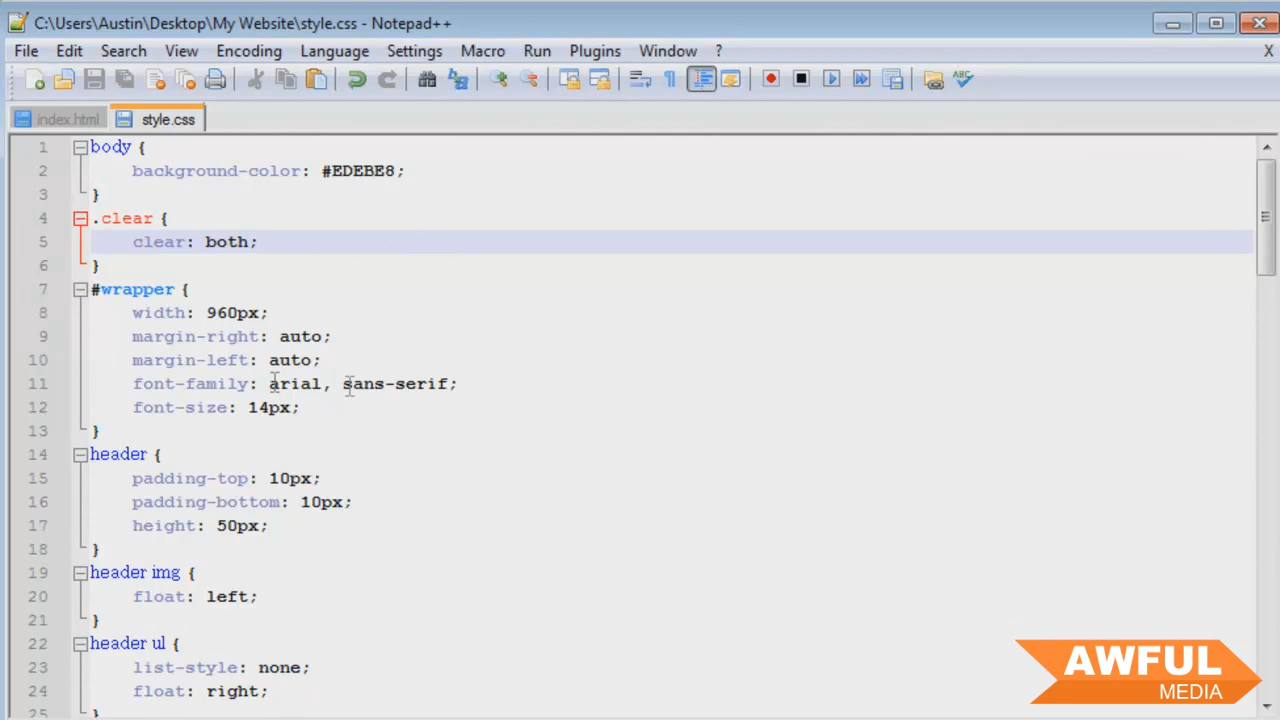 C:\Users\Austin\Desktop\My Website\style.css - Notepad++
File Edit Search View Encoding Language Settings Macro Run Plugins Window ? X
index.html style.css
1 body {
2 background-color: #EDEBE8;
3 }
4 .clear {
5 clear: both;
6 }
7 #wrapper {
8 width: 960px;
9 margin-right: auto;
10 margin-left: auto;
11 font-family: arial, sans-serif;
12 font-size: 14px;
13 }
14 header {
15 padding-top: 10px;
16 padding-bottom: 10px;
17 height: 50px;
18 }
19 header img {
20 float: left;
21 }
22 header ul {
23 list-style: none;
24 float: right;
25 }
AWFUL
MEDIA